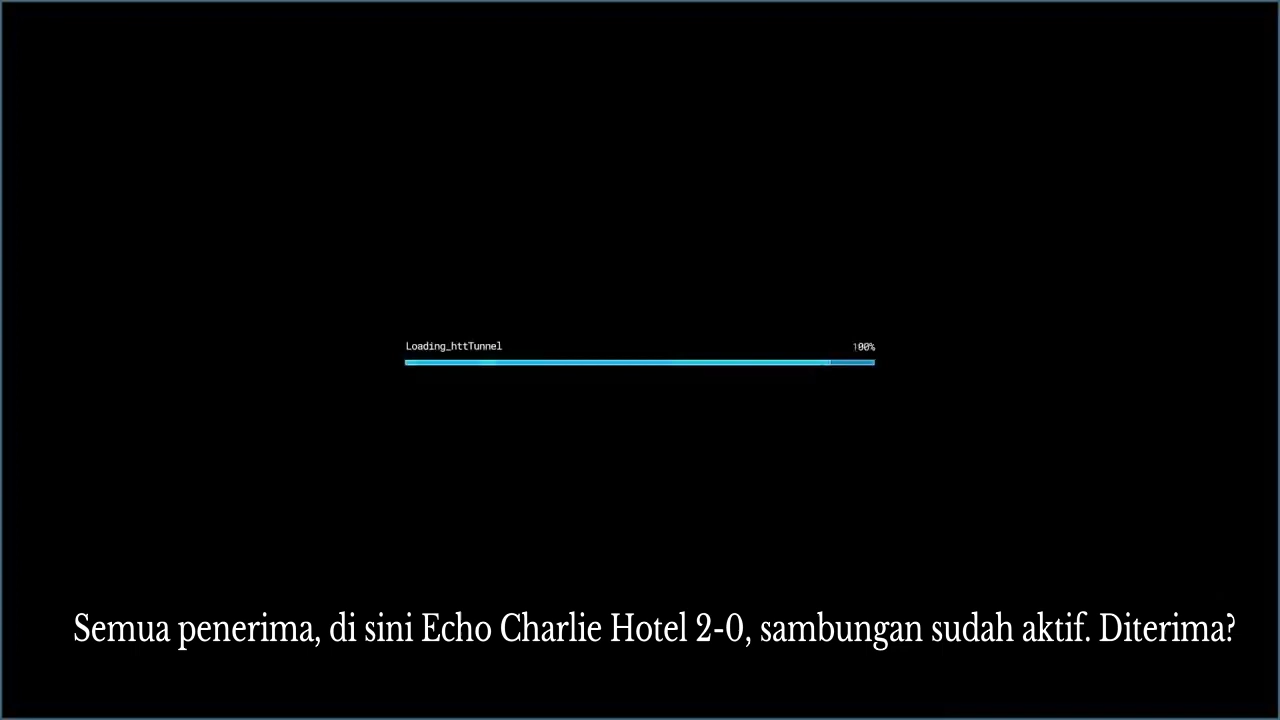 Loading_httTunnel 100%
Semua penerima, di sini Echo Charlie Hotel 2-0, sambungan sudah aktif. Diterima?